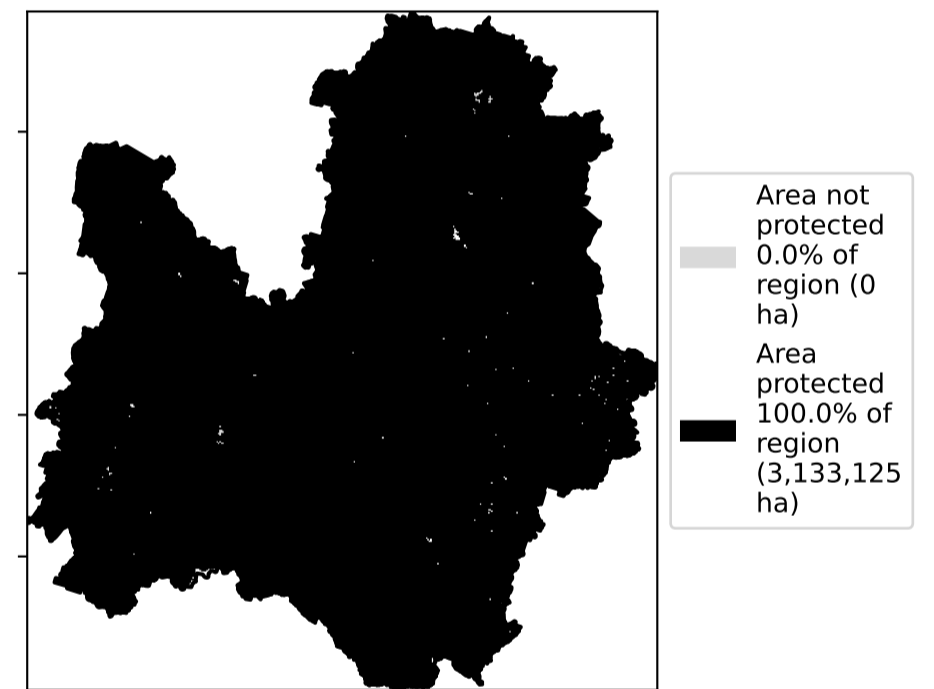 Area not
protected
0.0% of
region (0
ha)
Area
protected
100.0% of
region
(3,133,125
ha)